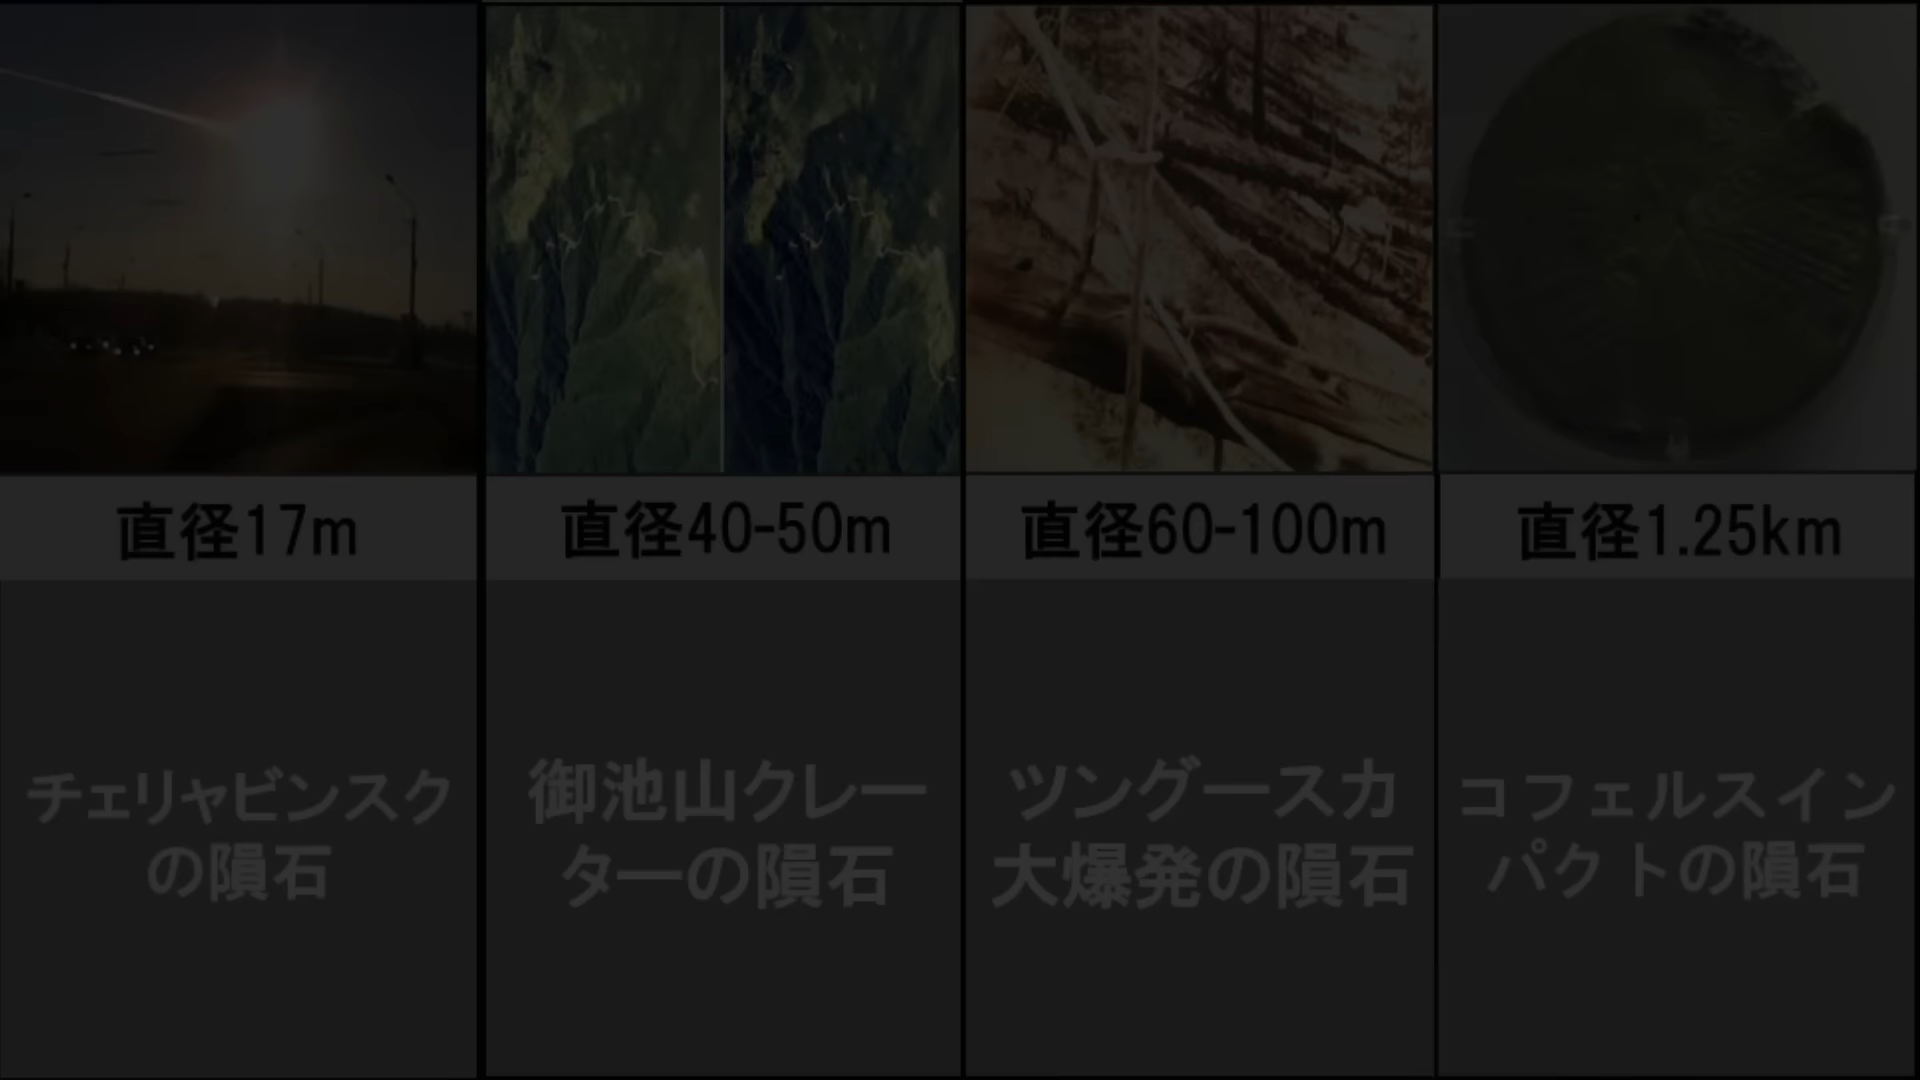 直径17m
直径40-50m
直径60-100m
直径1.25km
チェリャビンスク
の隕石
御池山クレー
ターの隕石
ツングースカ
大爆発の隕石
コフェルスイン
パクトの隕石